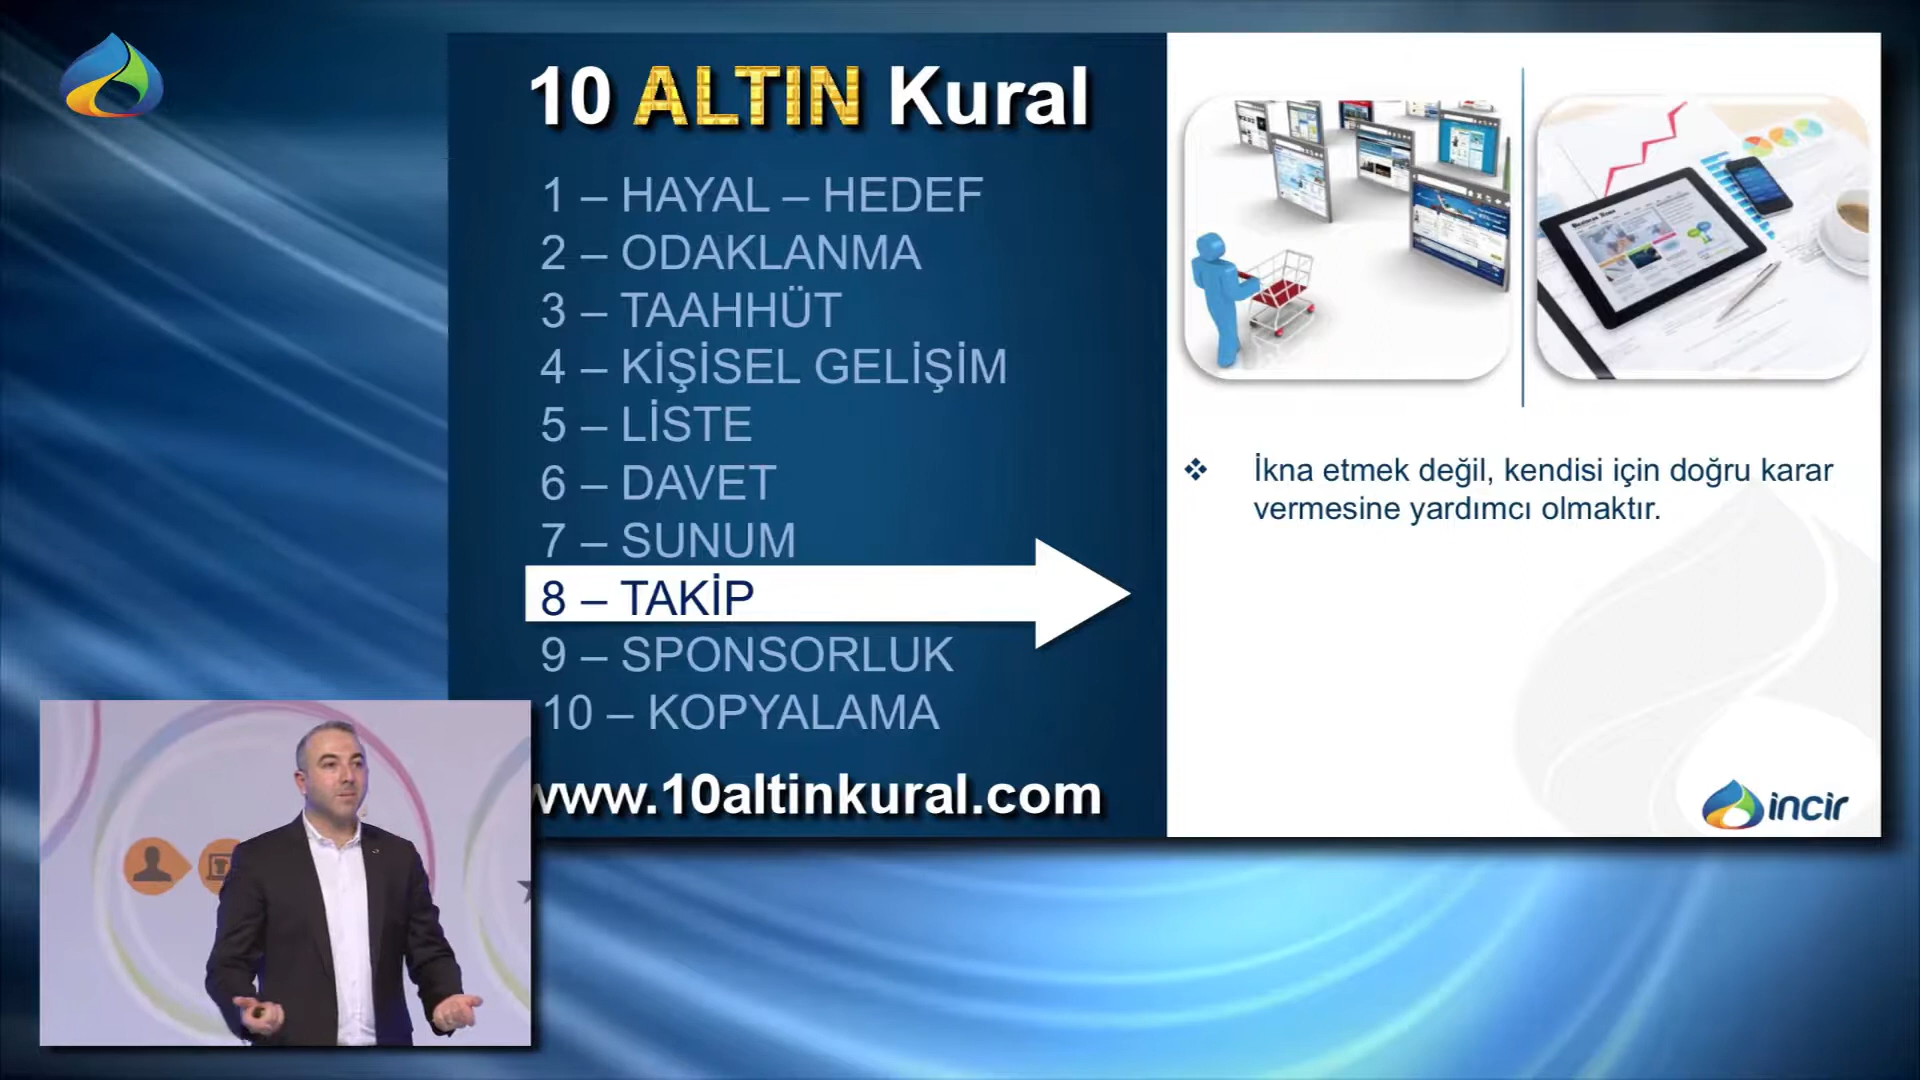 10 ALTIN Kural
1 – HAYAL – HEDEF
2 – ODAKLANMA
3 – TAAHHÜT
4 – KİŞİSEL GELİŞİM
5 – LİSTE
6 – DAVET
7 – SUNUM
8 – TAKİP
9 – SPONSORLUK
10 – KOPYALAMA
www.10altinkural.com
İkna etmek değil, kendisi için doğru karar
vermesine yardımcı olmaktır.
incir